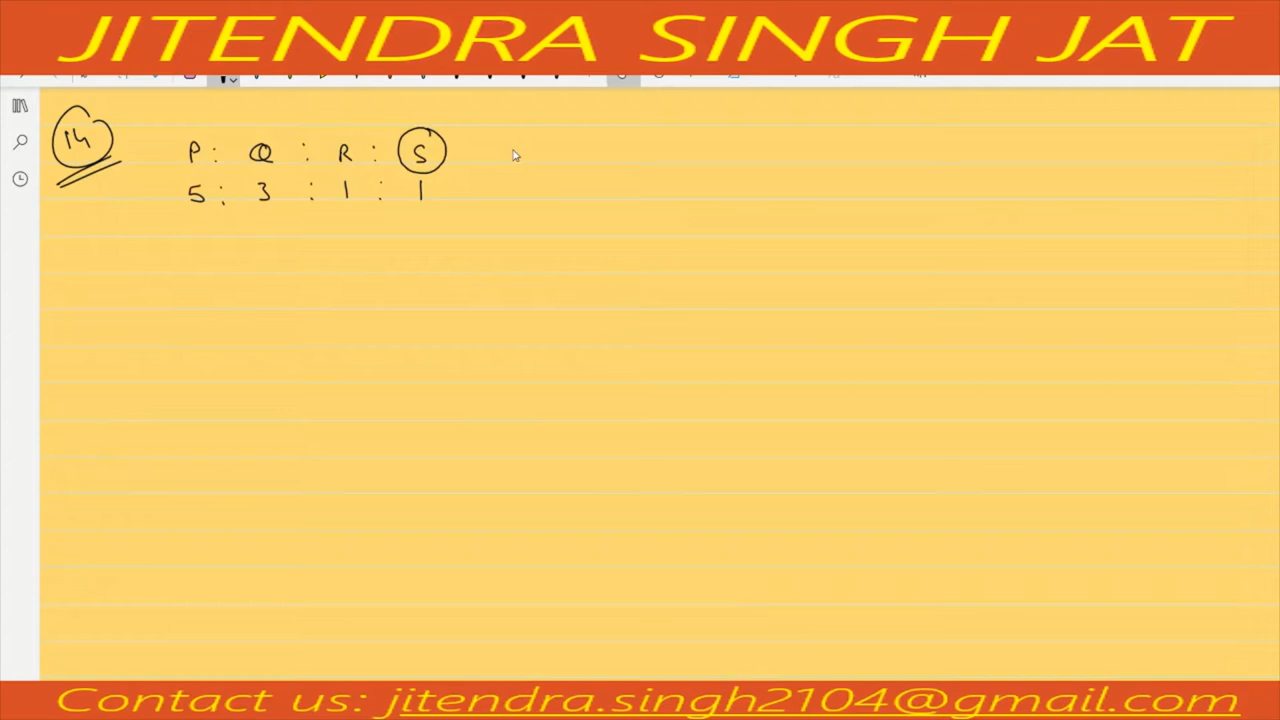 JITENDRA SINGH JAT
14
P : Q : R : S
5 : 3 : 1 : 1
Contact us: jitendra.singh2104@gmail.com